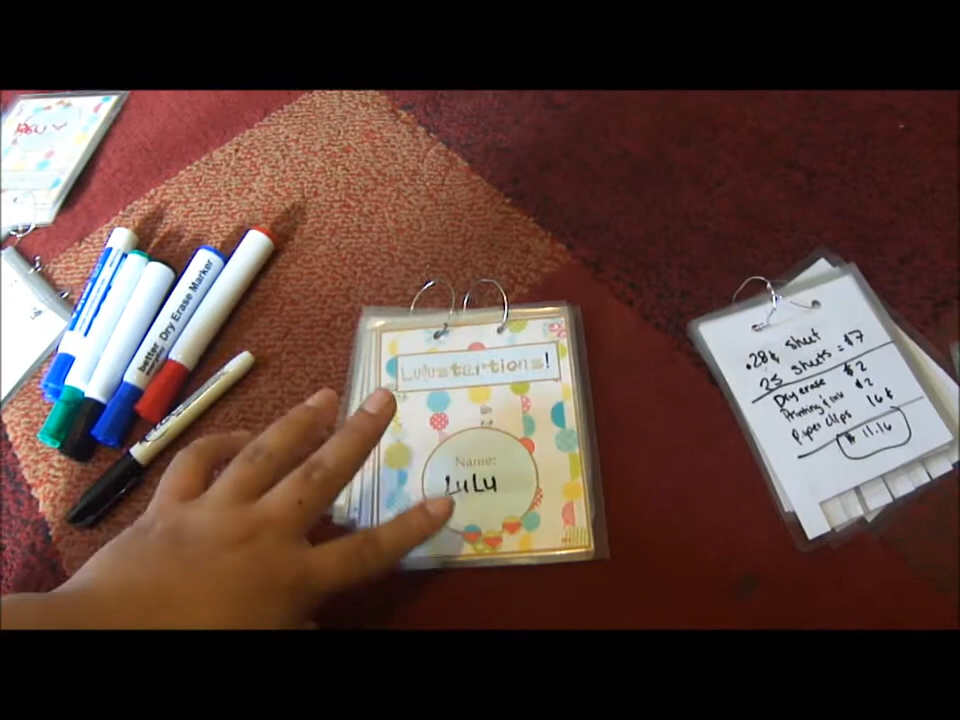 Lulustartions!
Name:
LuLu
better
Dry Erase Marker
.28¢ sheet
25 sheets = $7
Dry erase $2
Printing ink $2
Paper clips 16¢
$11.16